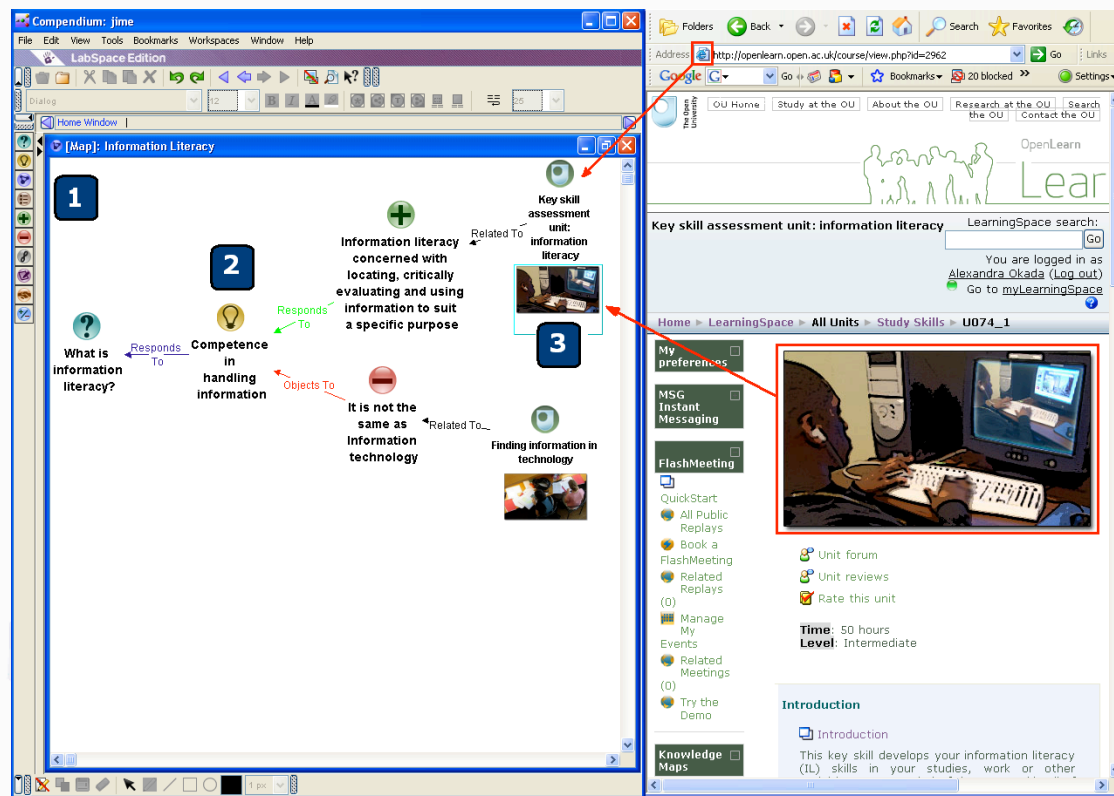 Compendium: jime
File Edit View Tools Bookmarks Workspaces Window Help
LabSpace Edition
Dialog 12 25
Home Window
[Map]: Information Literacy
1
2
3
Key skill
assessment
unit:
information
literacy
Related To
Information literacy
concerned with
locating, critically
evaluating and using
information to suit
a specific purpose
Responds
To
What is
information
literacy?
Responds
To
Competence
in
handling
information
Objects To
It is not the
same as
Information
technology
Related To
Finding information in
technology
1 px
Folders Back Search Favorites
Address http://openlearn.open.ac.uk/course/view.php?id=2962 Go Links
Google G Go Bookmarks 20 blocked >> Settings
The Open
University
OU Home Study at the OU About the OU Research at the OU Search
the OU Contact the OU
OpenLearn
Lear
Key skill assessment unit: information literacy
LearningSpace search:
Go
You are logged in as
Alexandra Okada (Log out)
Go to myLearningSpace
Home LearningSpace All Units Study Skills U074_1
My
preferences
MSG
Instant
Messaging
FlashMeeting
QuickStart
All Public
Replays
Book a
FlashMeeting
Related
Replays
(0)
Manage
My
Events
Related
Meetings
(0)
Try the
Demo
Knowledge
Maps
Unit forum
Unit reviews
Rate this unit
Time: 50 hours
Level: Intermediate
Introduction
Introduction
This key skill develops your information literacy
(IL) skills in your studies, work or other